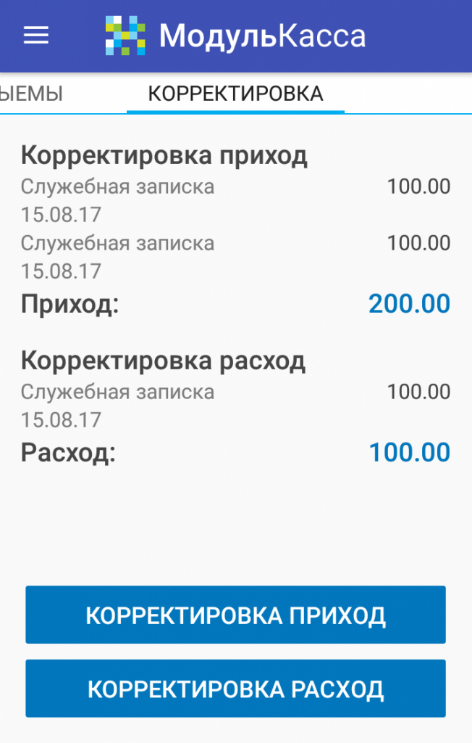 МодульКасса
ЫЕМЫ КОРРЕКТИРОВКА
Корректировка приход
Служебная записка 100.00
15.08.17
Служебная записка 100.00
15.08.17
Приход: 200.00
Корректировка расход
Служебная записка 100.00
15.08.17
Расход: 100.00
КОРРЕКТИРОВКА ПРИХОД
КОРРЕКТИРОВКА РАСХОД